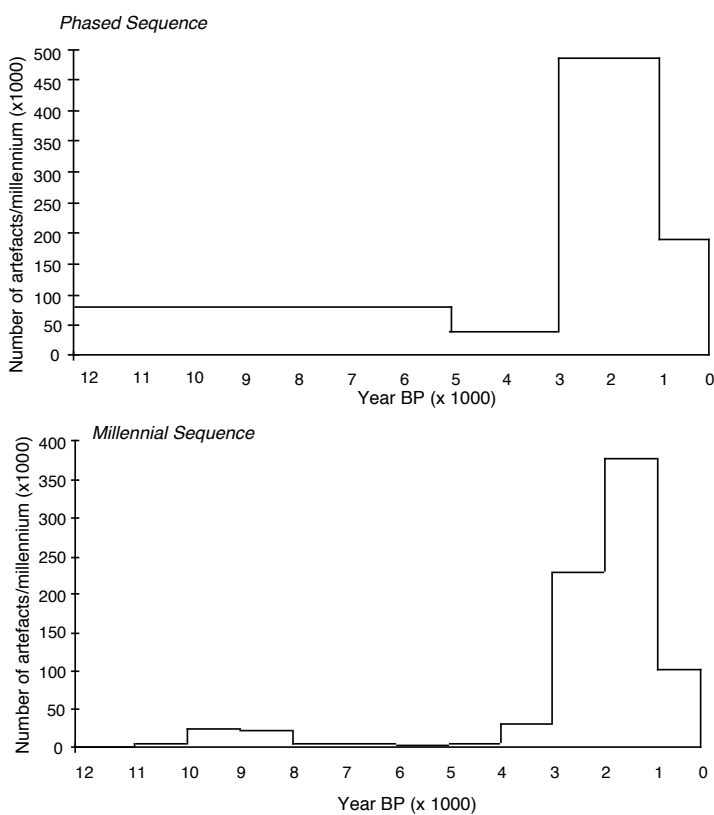 Phased Sequence
Number of artefacts/millennium (x1000)
500
450
400
350
300
250
200
150
100
50
0
12 11 10 9 8 7 6 5 4 3 2 1 0
Year BP (x 1000)
Millennial Sequence
Number of artefacts/millennium (x1000)
400
350
300
250
200
150
100
50
0
12 11 10 9 8 7 6 5 4 3 2 1 0
Year BP (x 1000)